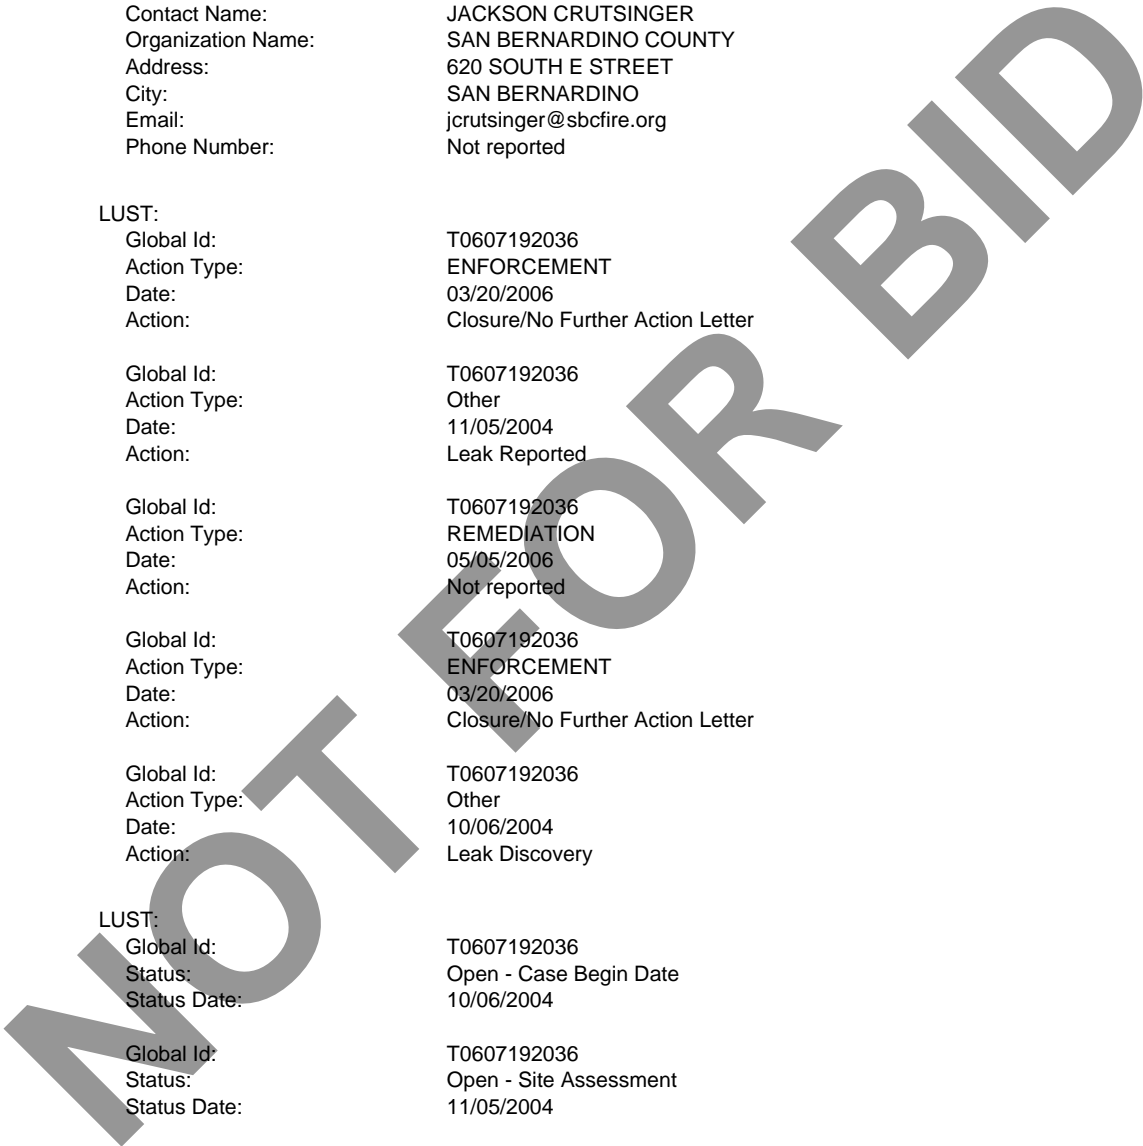 Contact Name: JACKSON CRUTSINGER
Organization Name: SAN BERNARDINO COUNTY
Address: 620 SOUTH E STREET
City: SAN BERNARDINO
Email: jcrutsinger@sbcfire.org
Phone Number: Not reported
LUST:
Global Id: T0607192036
Action Type: ENFORCEMENT
Date: 03/20/2006
Action: Closure/No Further Action Letter
Global Id: T0607192036
Action Type: Other
Date: 11/05/2004
Action: Leak Reported
Global Id: T0607192036
Action Type: REMEDIATION
Date: 05/05/2006
Action: Not reported
Global Id: T0607192036
Action Type: ENFORCEMENT
Date: 03/20/2006
Action: Closure/No Further Action Letter
Global Id: T0607192036
Action Type: Other
Date: 10/06/2004
Action: Leak Discovery
LUST:
Global Id: T0607192036
Status: Open - Case Begin Date
Status Date: 10/06/2004
Global Id: T0607192036
Status: Open - Site Assessment
Status Date: 11/05/2004
NOT FOR BID